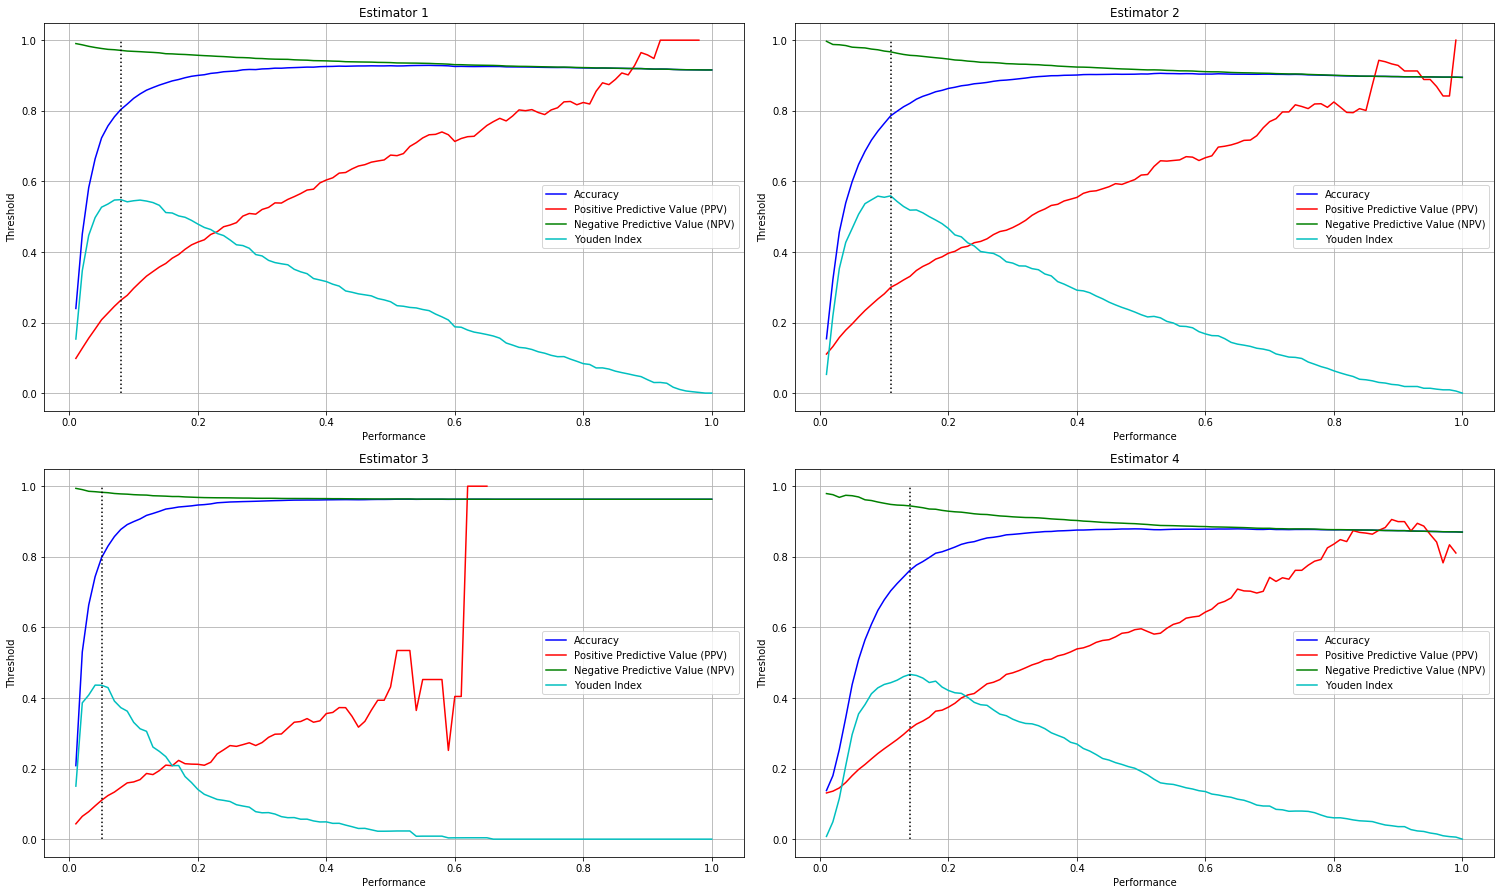 Estimator 1
1.0
0.8
0.6
0.4
0.2
0.0
Threshold
Accuracy
Positive Predictive Value (PPV)
Negative Predictive Value (NPV)
Youden Index
0.0 0.2 0.4 0.6 0.8 1.0
Performance
Estimator 2
1.0
0.8
0.6
0.4
0.2
0.0
Threshold
Accuracy
Positive Predictive Value (PPV)
Negative Predictive Value (NPV)
Youden Index
0.0 0.2 0.4 0.6 0.8 1.0
Performance
Estimator 3
1.0
0.8
0.6
0.4
0.2
0.0
Threshold
Accuracy
Positive Predictive Value (PPV)
Negative Predictive Value (NPV)
Youden Index
0.0 0.2 0.4 0.6 0.8 1.0
Performance
Estimator 4
1.0
0.8
0.6
0.4
0.2
0.0
Threshold
Accuracy
Positive Predictive Value (PPV)
Negative Predictive Value (NPV)
Youden Index
0.0 0.2 0.4 0.6 0.8 1.0
Performance